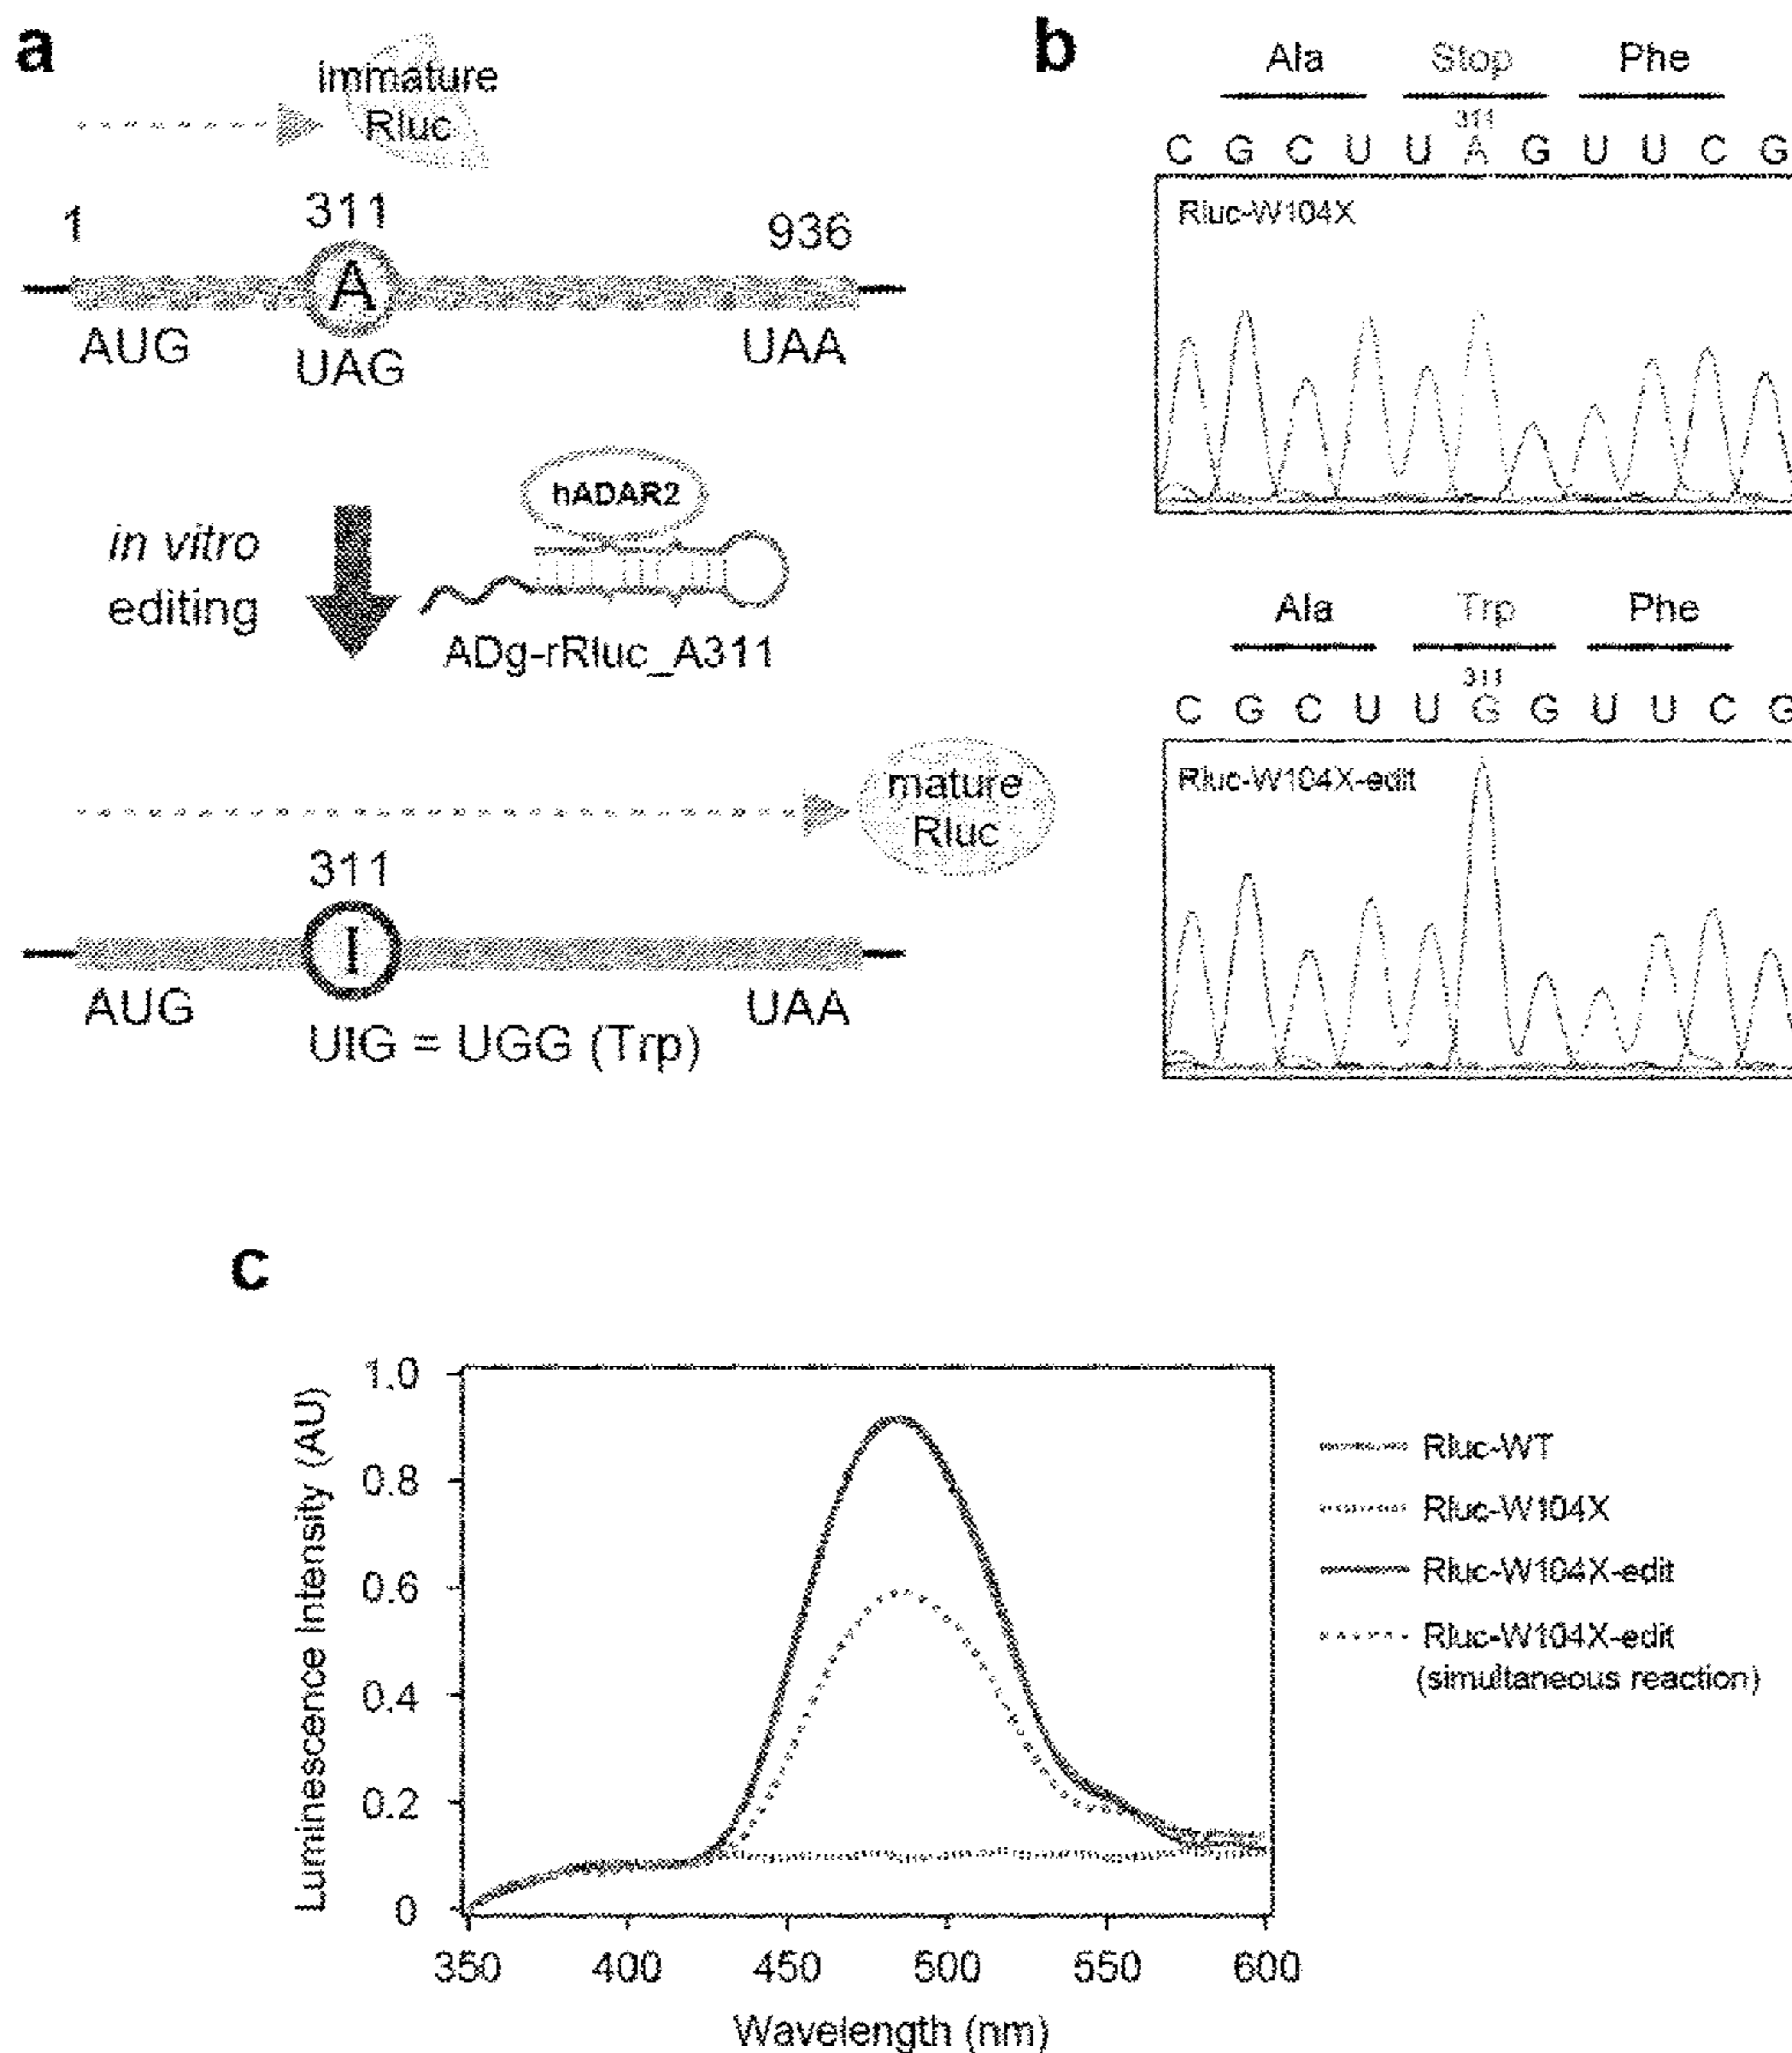 a
immature
Rluc
1
311
936
A
AUG
UAG
UAA
in vitro
editing
hADAR2
ADg-rRluc_A311
mature
Rluc
311
I
AUG
UAA
UIG = UGG (Trp)
b
Ala Stop Phe
311
C G C U U A G U U C G
Rluc-W104X
Ala Trp Phe
311
C G C U U G G U U C G
Rluc-W104X-edit
c
Luminescence Intensity (AU)
1.0
0.8
0.6
0.4
0.2
0
350 400 450 500 550 600
Wavelength (nm)
Rluc-WT
Rluc-W104X
Rluc-W104X-edit
Rluc-W104X-edit
(simultaneous reaction)